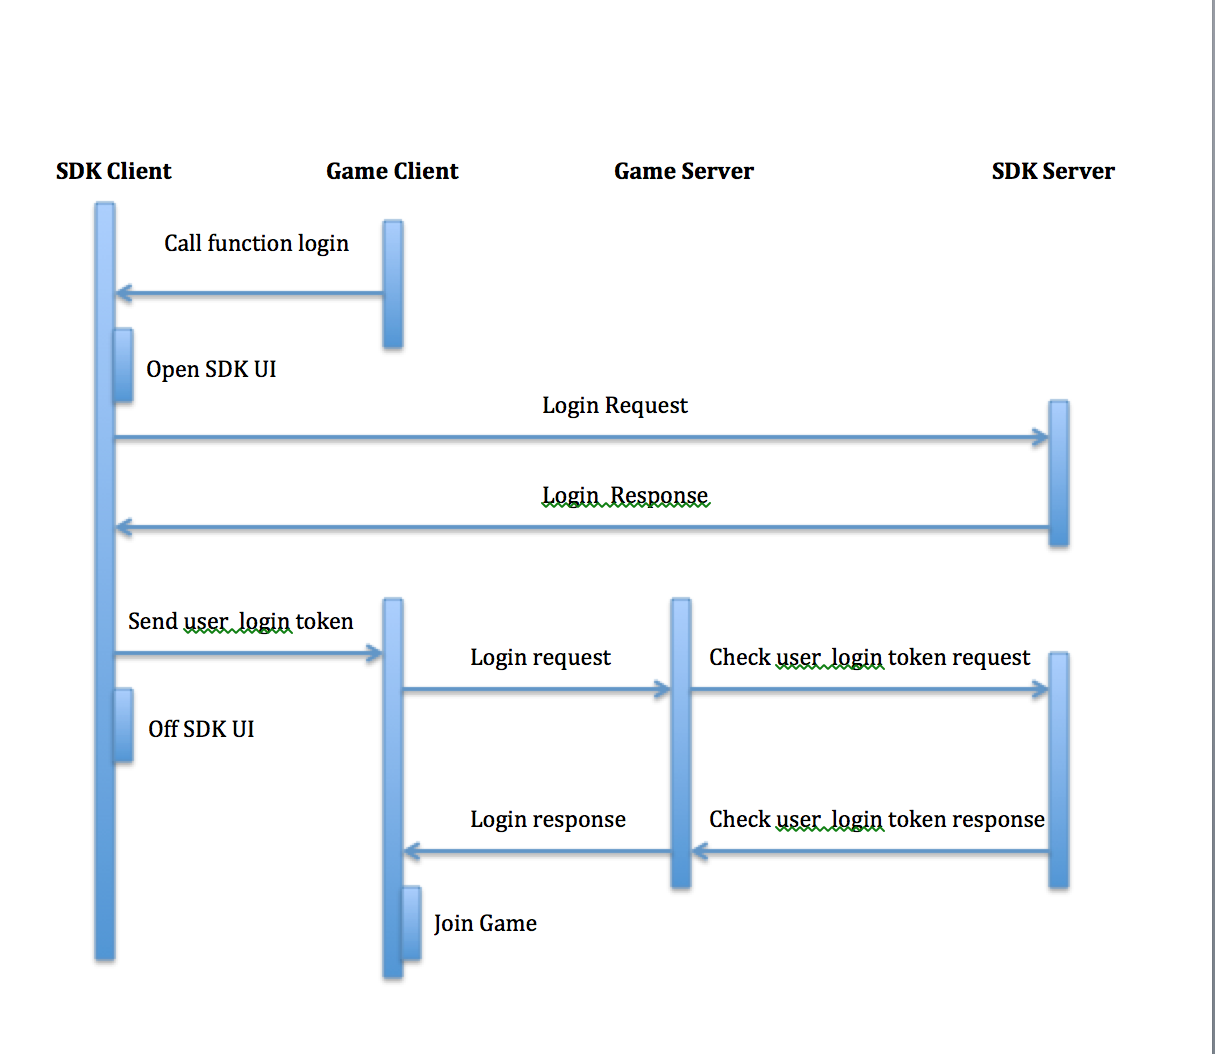 SDK Client
Game Client
Game Server
SDK Server
Call function login
Open SDK UI
Login Request
Login  Response
Send user  login token
Login request
Check user  login token request
Off SDK UI
Login response
Check user  login token response
Join Game